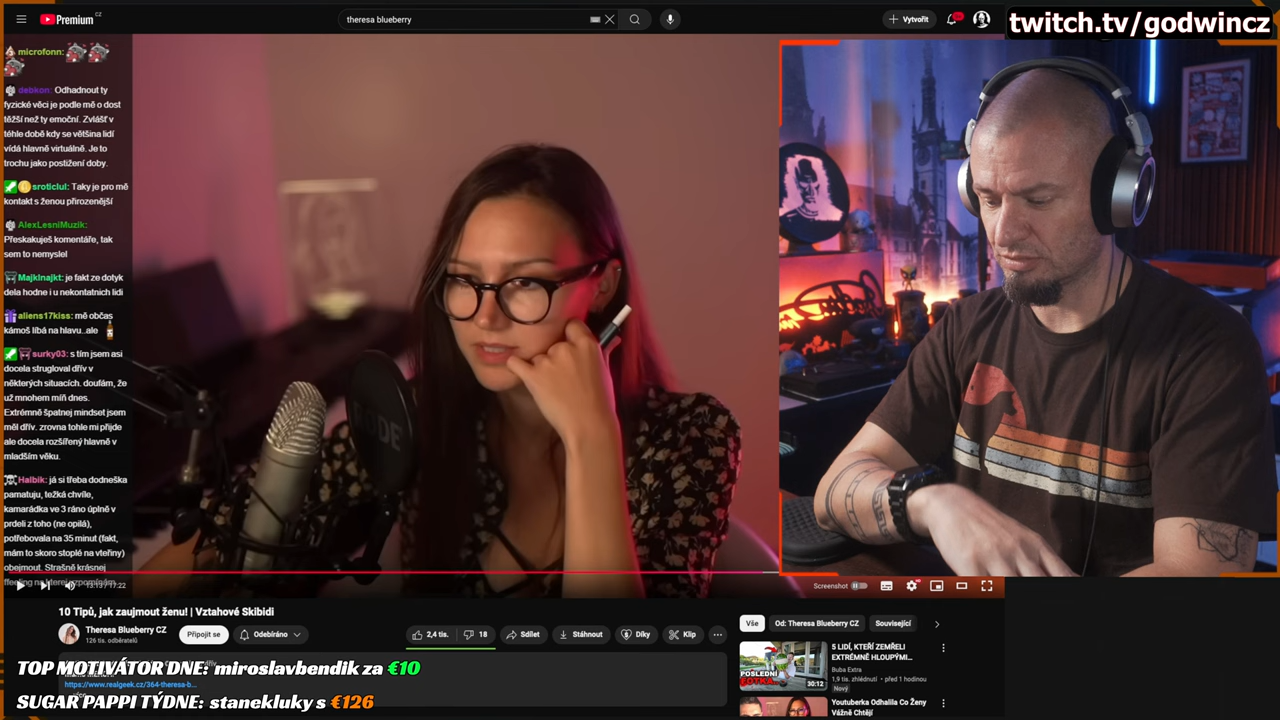 Premium CZ
theresa blueberry
Vytvořit
twitch.tv/godwincz
microfonn:
debkon: Odhadnout ty
fyzické věci je podle mě o dost
těžší než ty emoční. Zvlášť v
téhle době kdy se většina lidí
vídá hlavně virtuálně. Je to
trochu jako postižení doby.
sroticlul: Taky je pro mě
kontakt s ženou přirozenější
AlexLesniMuzik:
Přeskakuješ komentáře, tak
sem to nemyslel
MajkInajkt: je fakt ze dotyk
dela hodne i u nekontatnich lidi
aliens17kiss: mě občas
kámoš líbá na hlavu..ale
surky03: s tím jsem asi
docela strugloval dřív v
některých situacích. doufám, že
už mnohem míň dnes.
Extrémně špatnej mindset jsem
měl dřív. zrovna tohle mi přijde
ale docela rozšířený hlavně v
mladším věku.
Halbik: já si třeba dodneška
pamatuju, težká chvíle,
kamarádka ve 3 ráno úplně v
prdeli z toho (ne opilá),
potřebovala na 35 minut (fakt,
mám to skoro stoplé na vteřiny)
obejmout. Strašně krásnej
Screenshot
10 Tipů, jak zaujmout ženu! | Vztahové Skibidi
Theresa Blueberry CZ
126 tis. odběratelů
Připojit se
Odebíráno
2,4 tis.
18
Sdílet
Stáhnout
Díky
Klip
Vše
Od: Theresa Blueberry CZ
Související
5 LIDÍ, KTEŘÍ ZEMŘELI
EXTRÉMNĚ HLOUPÝMI...
Buba Extra
1,9 tis. zhlédnutí • před 1 hodinou
Nový
POSLEDNÍ
FOTKA..
30:12
Youtuberka Odhalila Co Ženy
Vážně Chtějí
TOP MOTIVÁTOR DNE: miroslavbendik za €10
https://www.realgeek.cz/364-theresa-b...
SUGAR PAPPI TÝDNE: stanekluky s €126